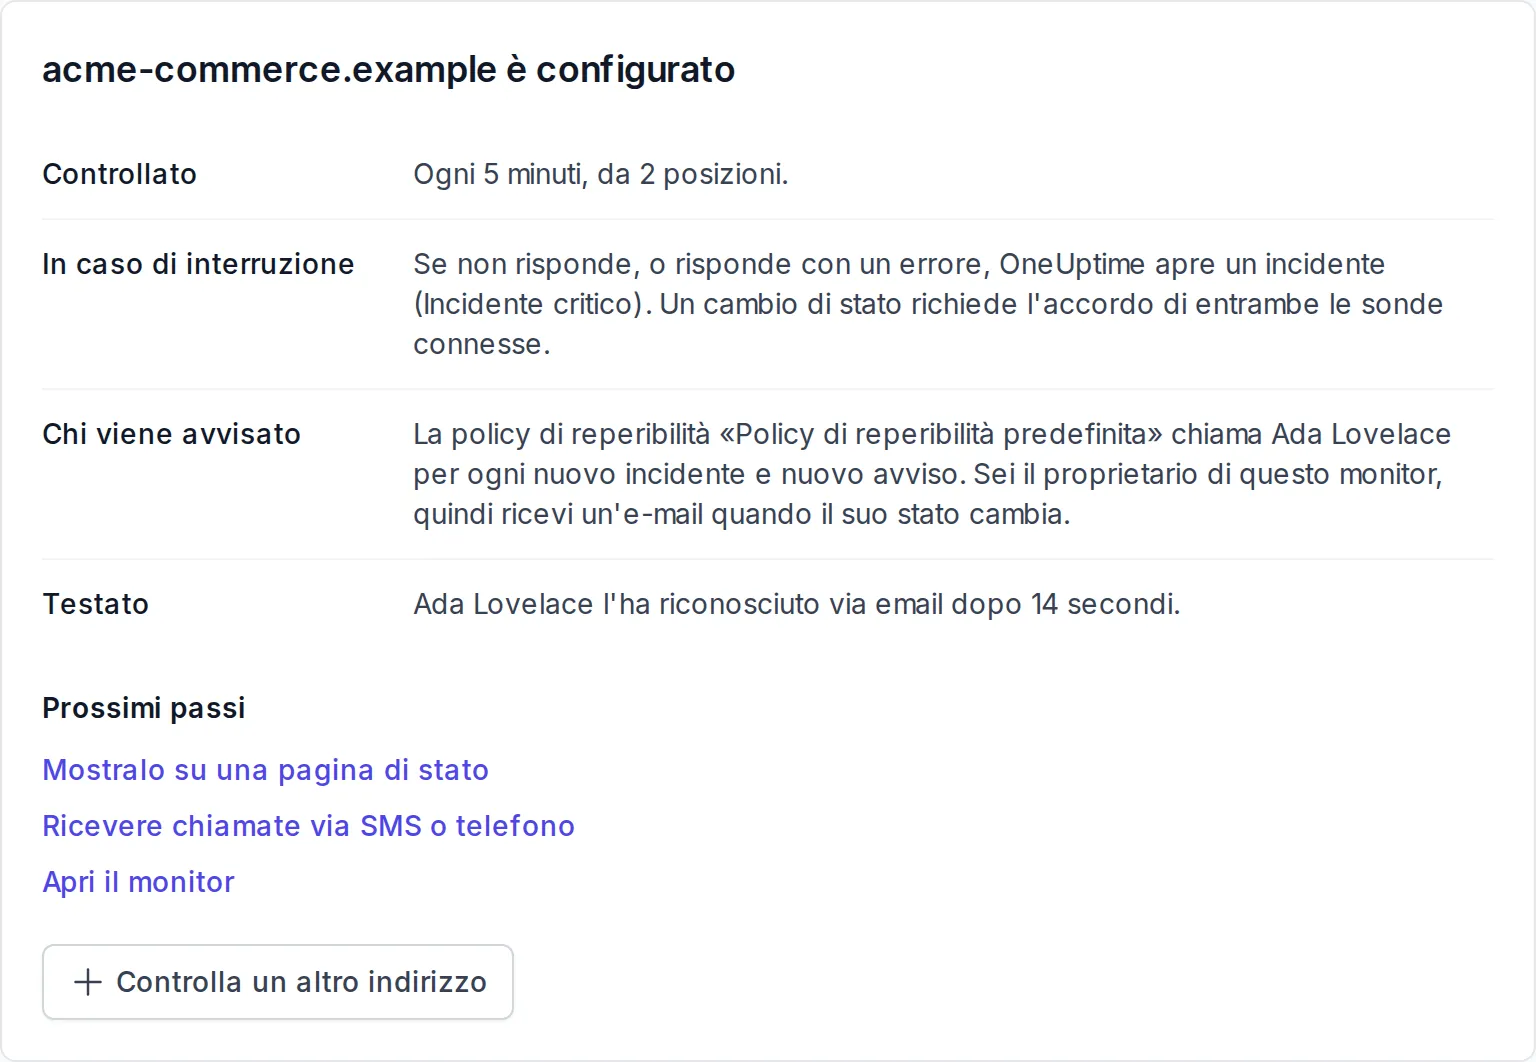 acme-commerce.example è configurato
Controllato
Ogni 5 minuti, da 2 posizioni.
In caso di interruzione
Se non risponde, o risponde con un errore, OneUptime apre un incidente
(Incidente critico). Un cambio di stato richiede l'accordo di entrambe le sonde
connesse.
Chi viene avvisato
La policy di reperibilità «Policy di reperibilità predefinita» chiama Ada Lovelace
per ogni nuovo incidente e nuovo avviso. Sei il proprietario di questo monitor,
quindi ricevi un'e-mail quando il suo stato cambia.
Testato
Ada Lovelace l'ha riconosciuto via email dopo 14 secondi.
Prossimi passi
Mostralo su una pagina di stato
Ricevere chiamate via SMS o telefono
Apri il monitor
Controlla un altro indirizzo